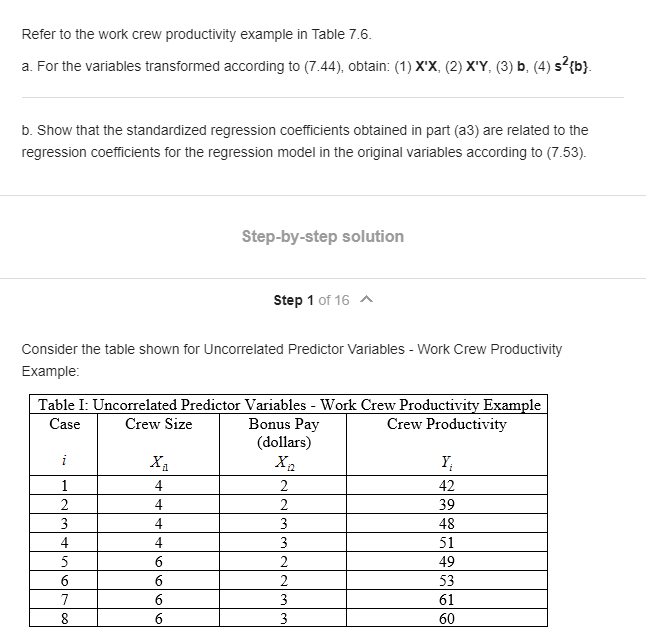 Refer to the work crew productivity example in Table 7.6.
a. For the variables transformed according to (7.44), obtain: (1) X'X, (2) X'Y, (3) b, (4) s²{b}.
b. Show that the standardized regression coefficients obtained in part (a3) are related to the
regression coefficients for the regression model in the original variables according to (7.53).
Step-by-step solution
Step 1 of 16
Consider the table shown for Uncorrelated Predictor Variables - Work Crew Productivity
Example:
Table I: Uncorrelated Predictor Variables - Work Crew Productivity Example
Case Crew Size Bonus Pay Crew Productivity
(dollars)
i X_i1 X_i2 Y_i
1 4 2 42
2 4 2 39
3 4 3 48
4 4 3 51
5 6 2 49
6 6 2 53
7 6 3 61
8 6 3 60